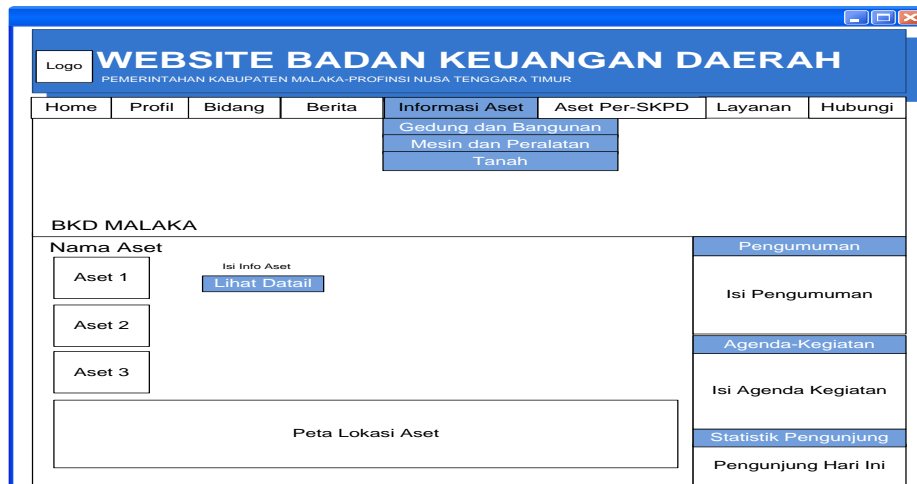 Logo
WEBSITE BADAN KEUANGAN DAERAH
PEMERINTAHAN KABUPATEN MALAKA-PROFINSI NUSA TENGGARA TIMUR
Home Profil Bidang Berita Informasi Aset Aset Per-SKPD Layanan Hubungi
Gedung dan Bangunan
Mesin dan Peralatan
Tanah
BKD MALAKA
Nama Aset
Aset 1
Isi Info Aset
Lihat Datail
Aset 2
Aset 3
Peta Lokasi Aset
Pengumuman
Isi Pengumuman
Agenda-Kegiatan
Isi Agenda Kegiatan
Statistik Pengunjung
Pengunjung Hari Ini